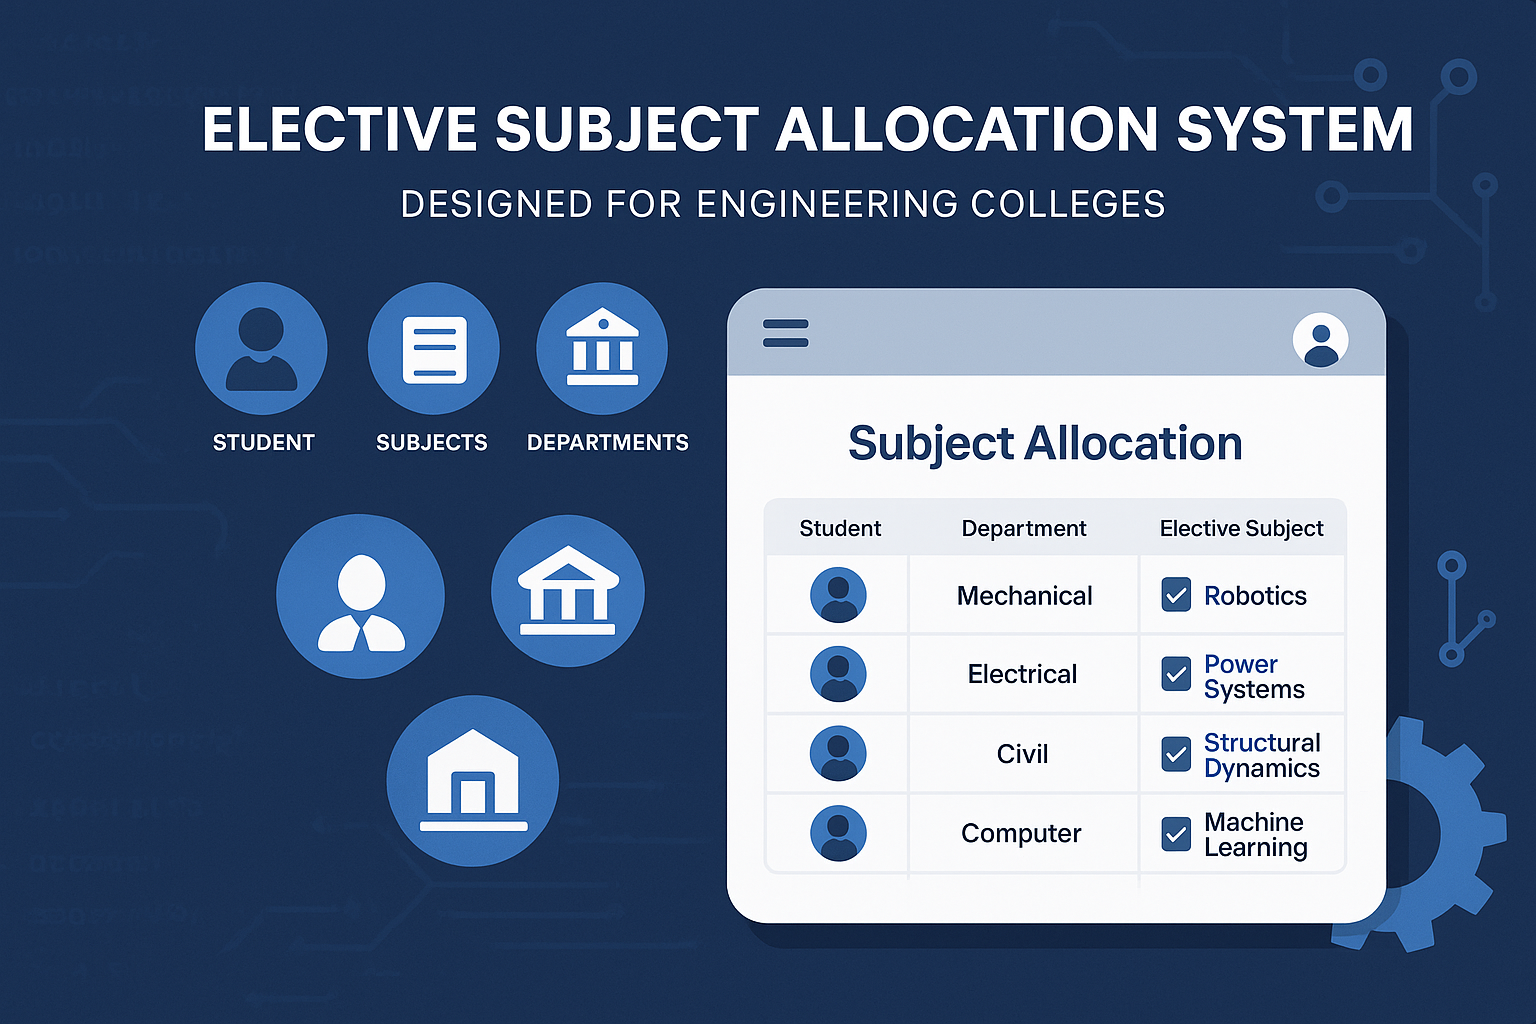 ELECTIVE SUBJECT ALLOCATION SYSTEM
DESIGNED FOR ENGINEERING COLLEGES
STUDENT
SUBJECTS
DEPARTMENTS
Subject Allocation
Student Department Elective Subject
Mechanical Robotics
Electrical Power
Systems
Civil Structural
Dynamics
Computer Machine
Learning